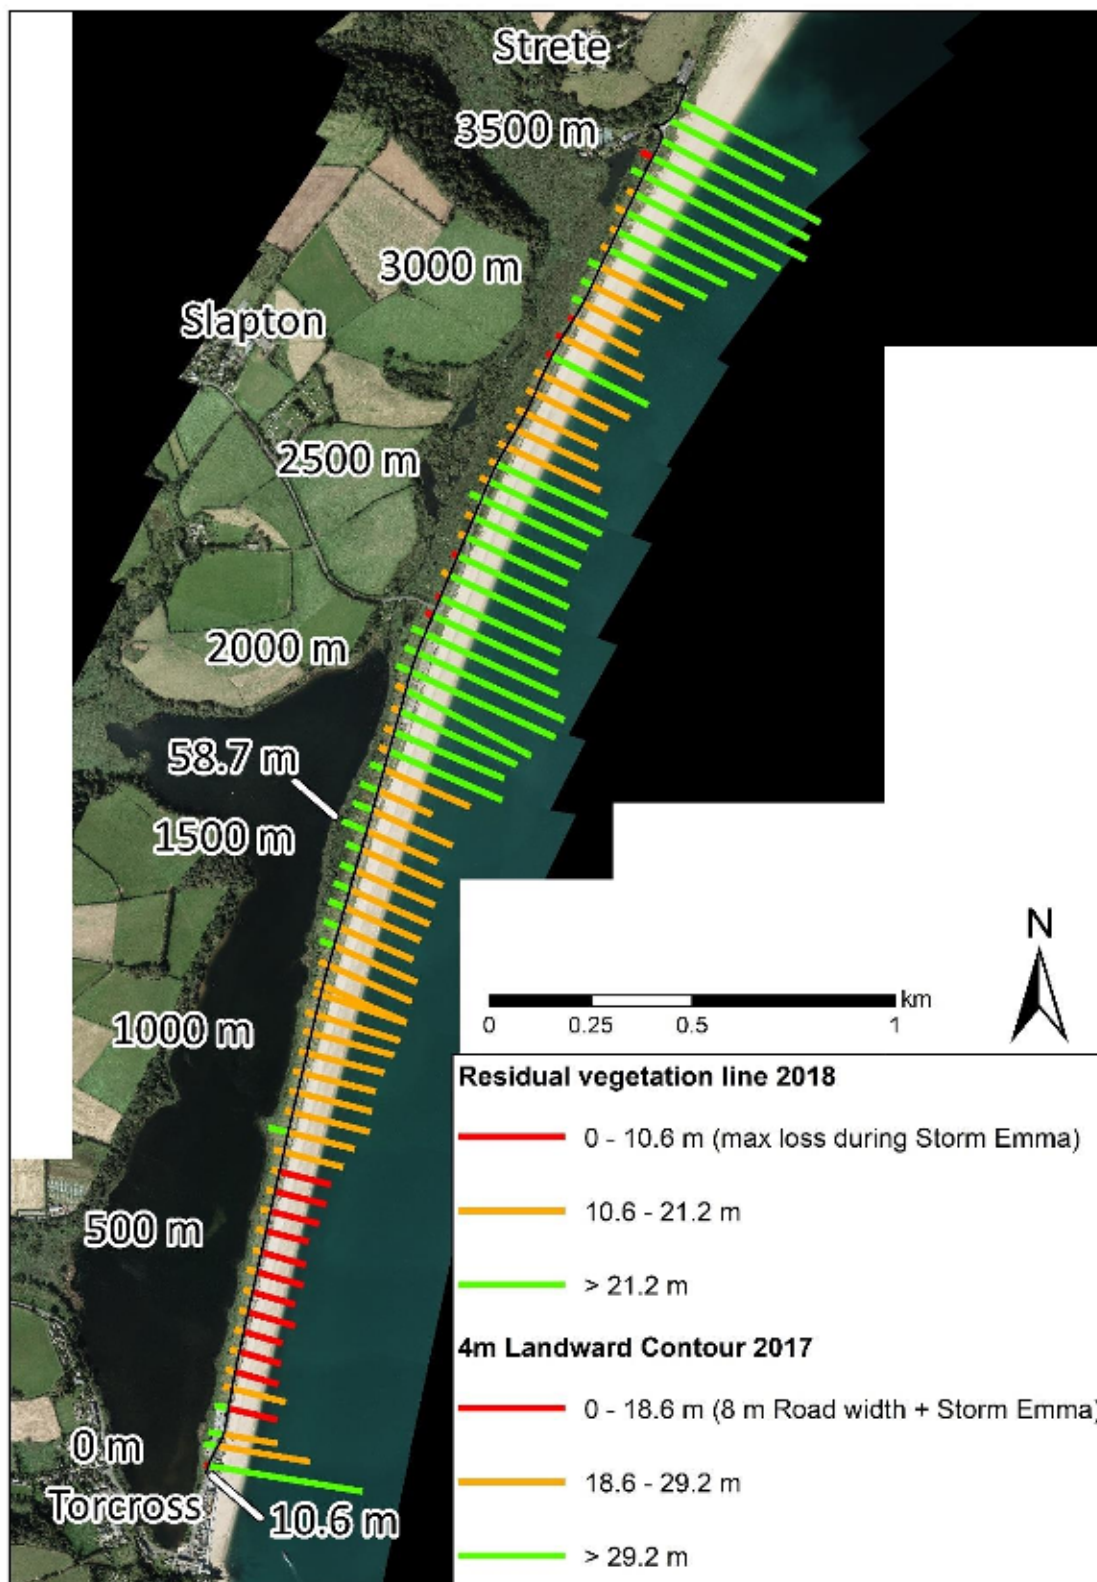 Strete
3500 m
3000 m
Slapton
2500 m
2000 m
58.7 m
1500 m
N
km
0 0.25 0.5 1
1000 m
Residual vegetation line 2018
0 - 10.6 m (max loss during Storm Emma)
10.6 - 21.2 m
500 m
> 21.2 m
4m Landward Contour 2017
0 - 18.6 m (8 m Road width + Storm Emma)
0 m
18.6 - 29.2 m
Torcross
10.6 m
> 29.2 m